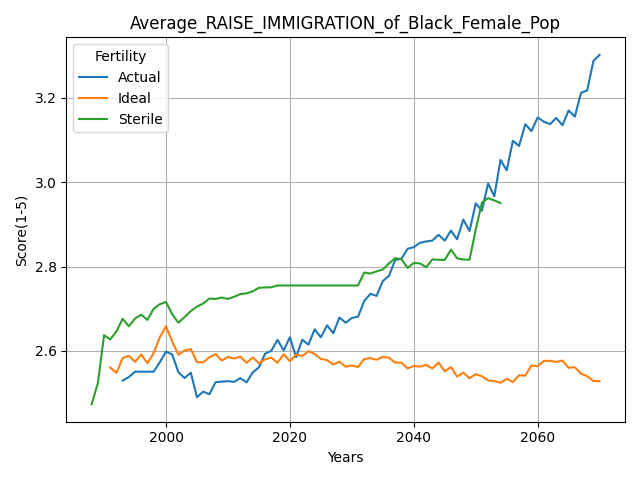 Average_RAISE_IMMIGRATION_of_Black_Female_Pop
Fertility
Actual
Ideal
Sterile
Score(1-5)
3.2
3.0
2.8
2.6
2000 2020 2040 2060
Years